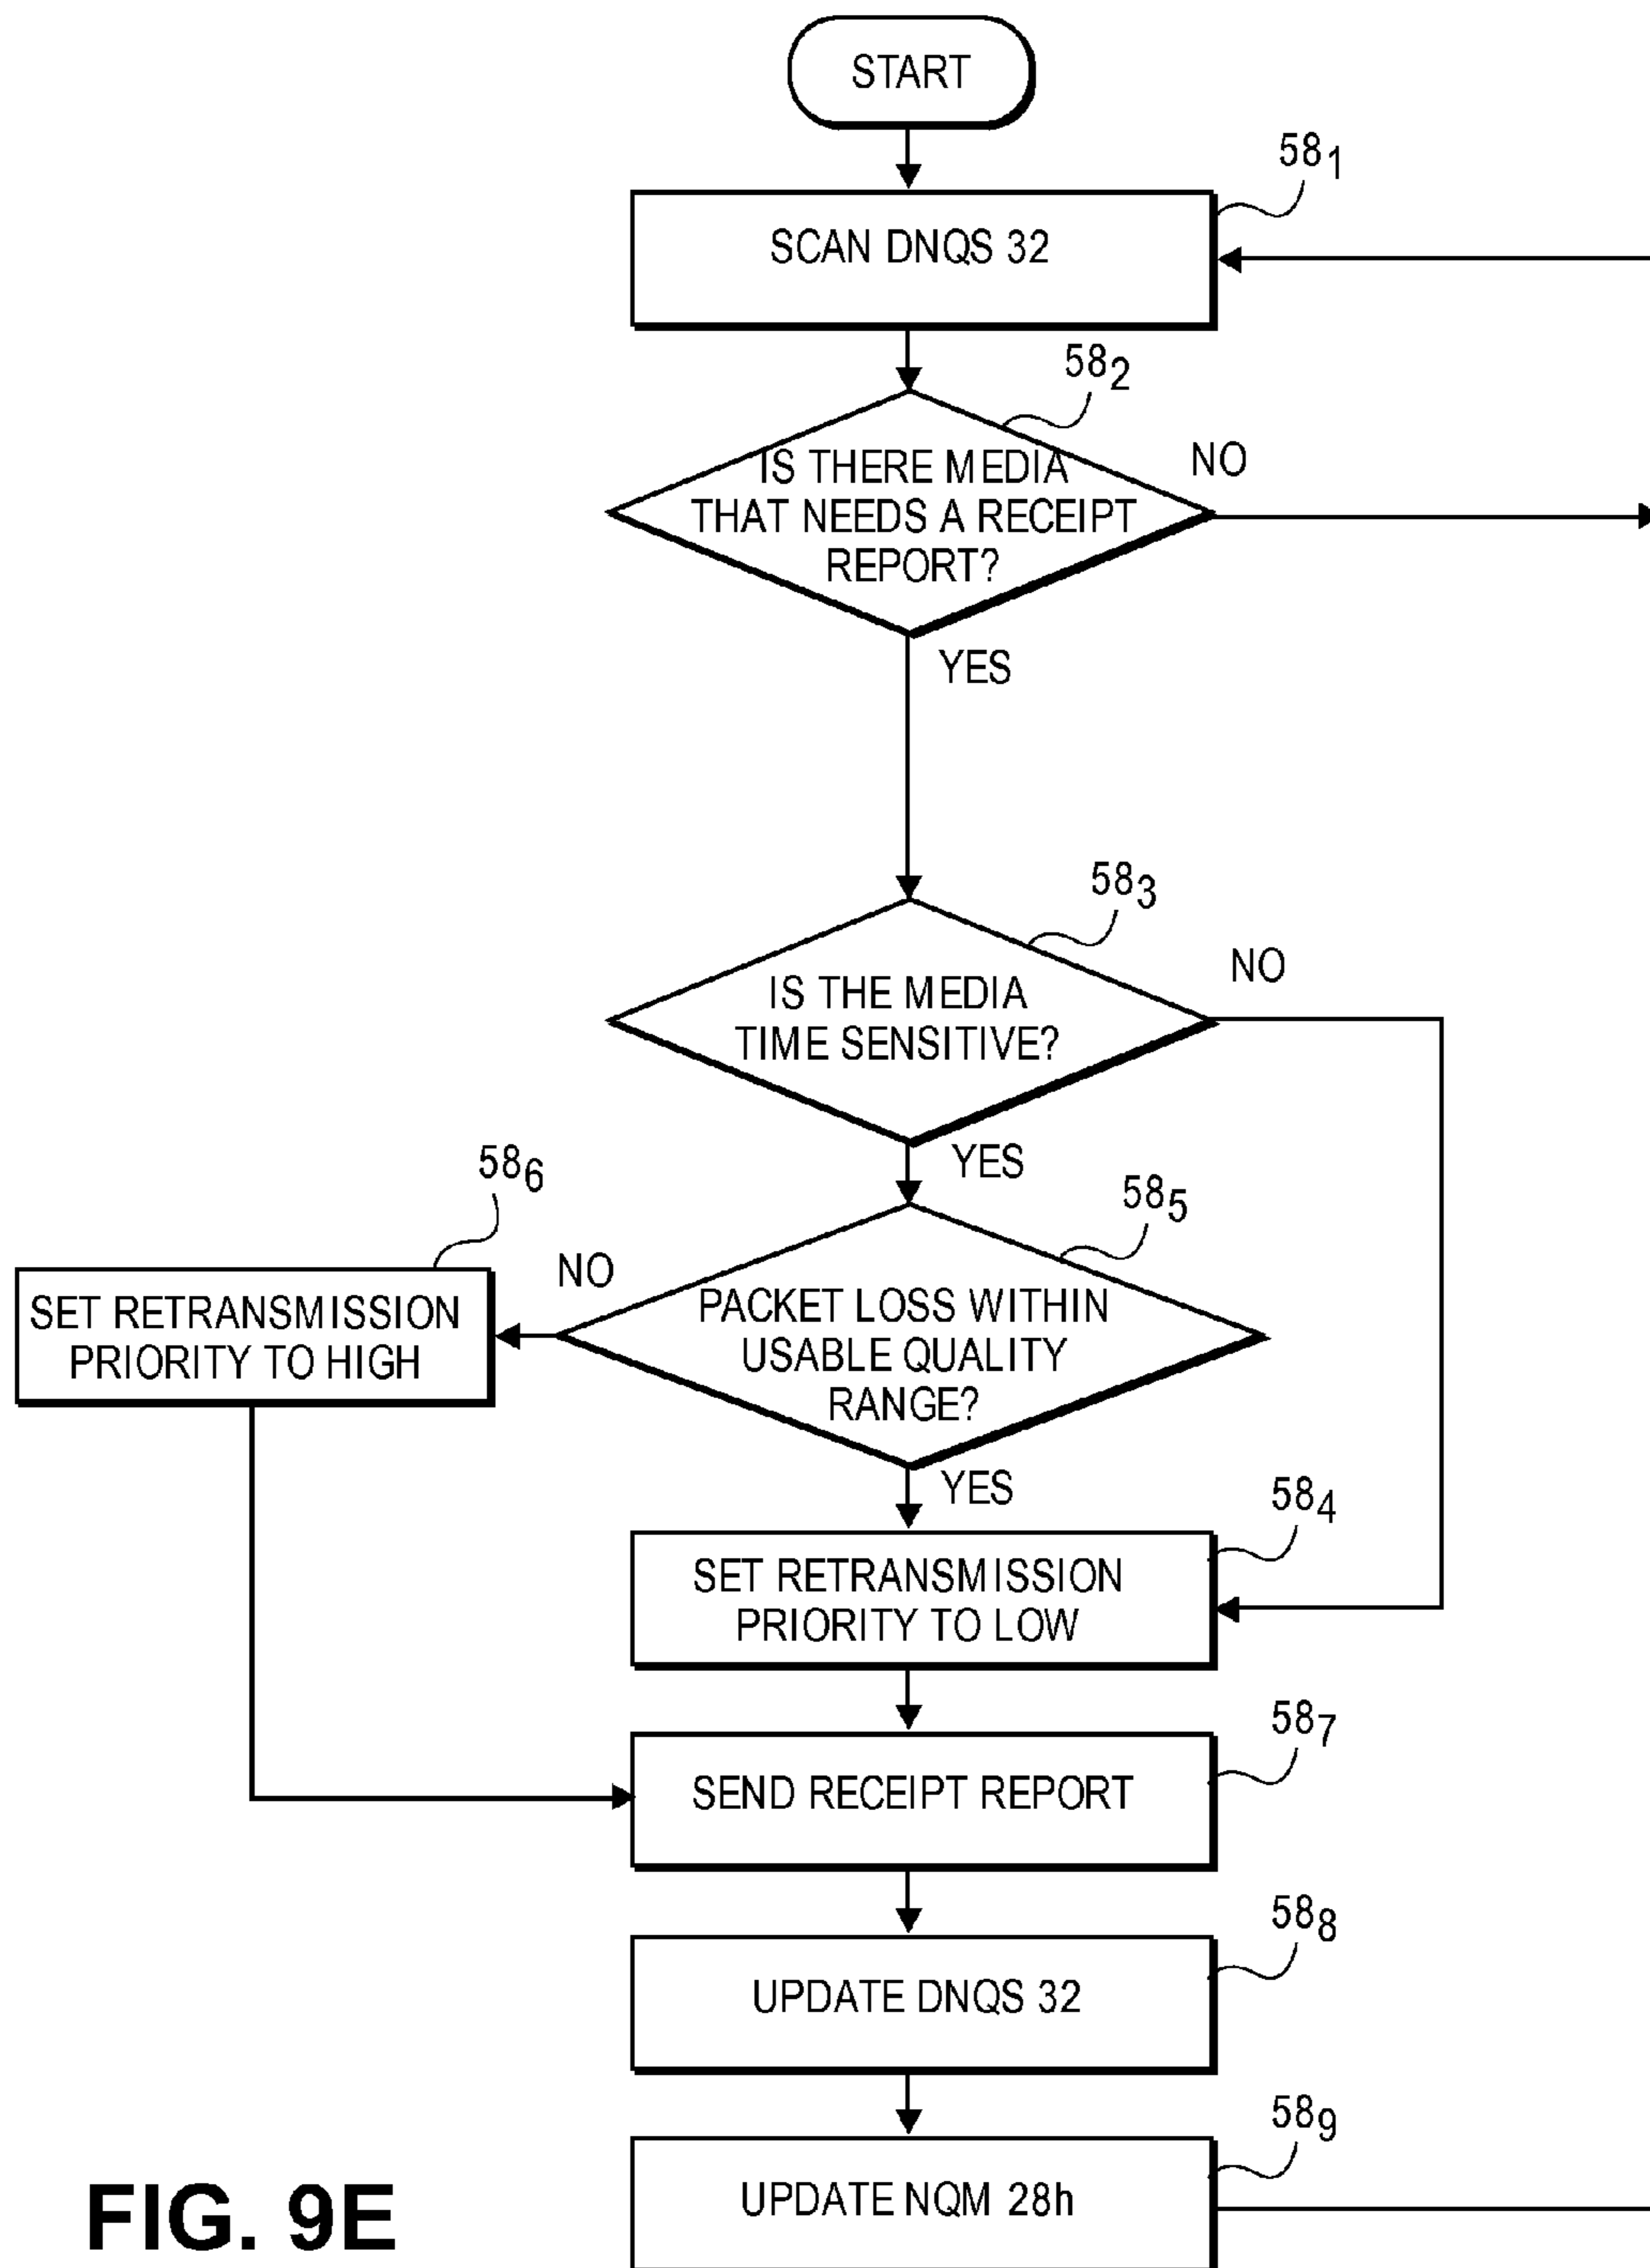 START
58₁
SCAN DNQS 32
58₂
IS THERE MEDIA
THAT NEEDS A RECEIPT
REPORT?
NO
YES
58₃
IS THE MEDIA
TIME SENSITIVE?
NO
YES
58₆
SET RETRANSMISSION
PRIORITY TO HIGH
58₅
NO
PACKET LOSS WITHIN
USABLE QUALITY
RANGE?
YES
58₄
SET RETRANSMISSION
PRIORITY TO LOW
58₇
SEND RECEIPT REPORT
58₈
UPDATE DNQS 32
58₉
UPDATE NQM 28h
FIG. 9E